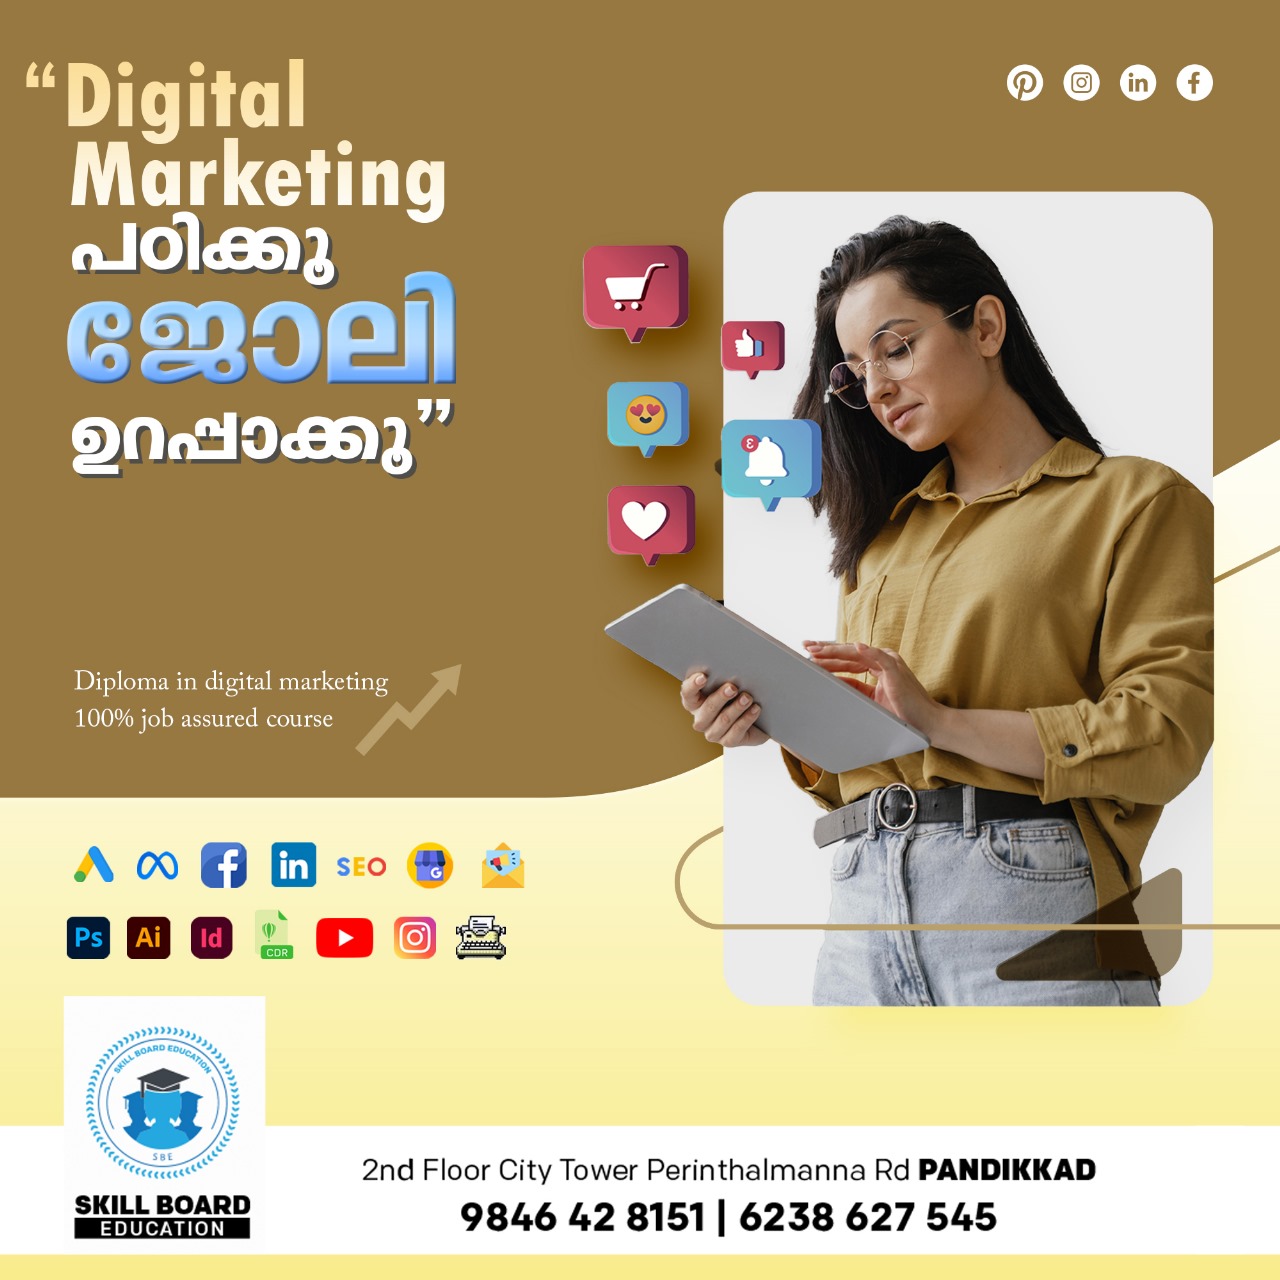 “Digital
Marketing
പഠിക്കൂ
ജോലി
ഉറപ്പാക്കൂ”
3
Diploma in digital marketing
100% job assured course
SEO
G
Ps
Ai
Id
CDR
SKILL BOARD EDUCATION
SBE
SKILL BOARD
EDUCATION
2nd Floor City Tower Perinthalmanna Rd PANDIKKAD
9846 42 8151 | 6238 627 545